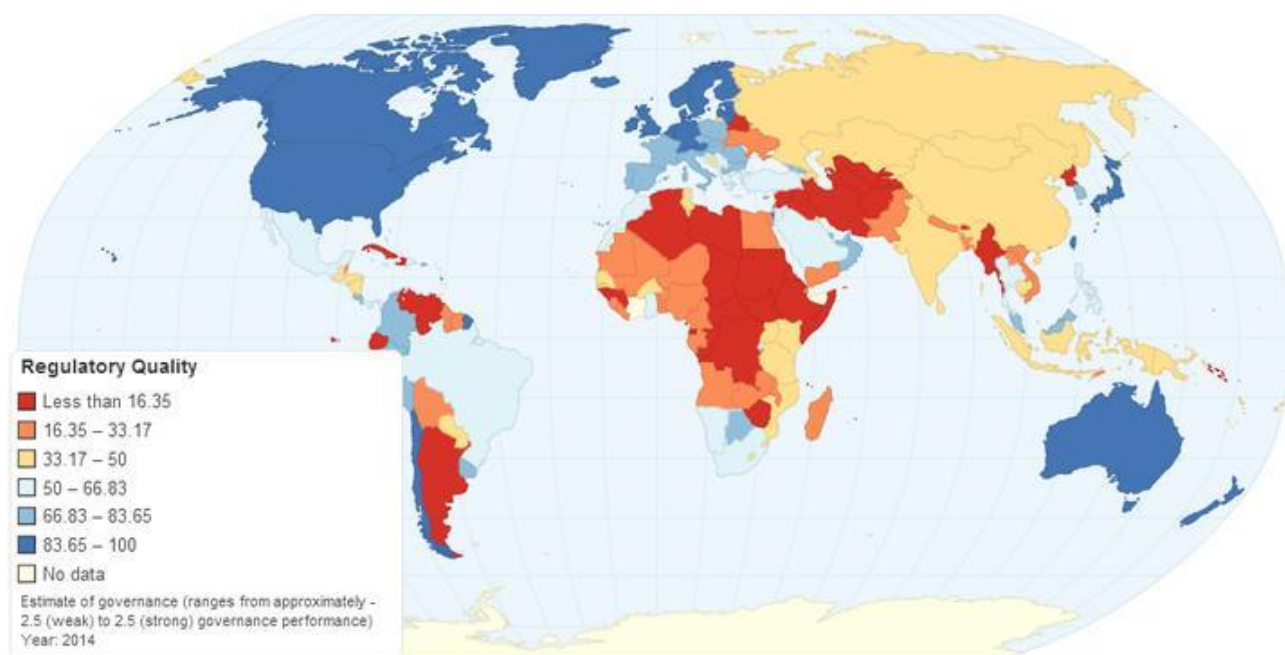 Regulatory Quality
Less than 16.35
16.35 – 33.17
33.17 – 50
50 – 66.83
66.83 – 83.65
83.65 – 100
No data
Estimate of governance (ranges from approximately -
2.5 (weak) to 2.5 (strong) governance performance)
Year: 2014